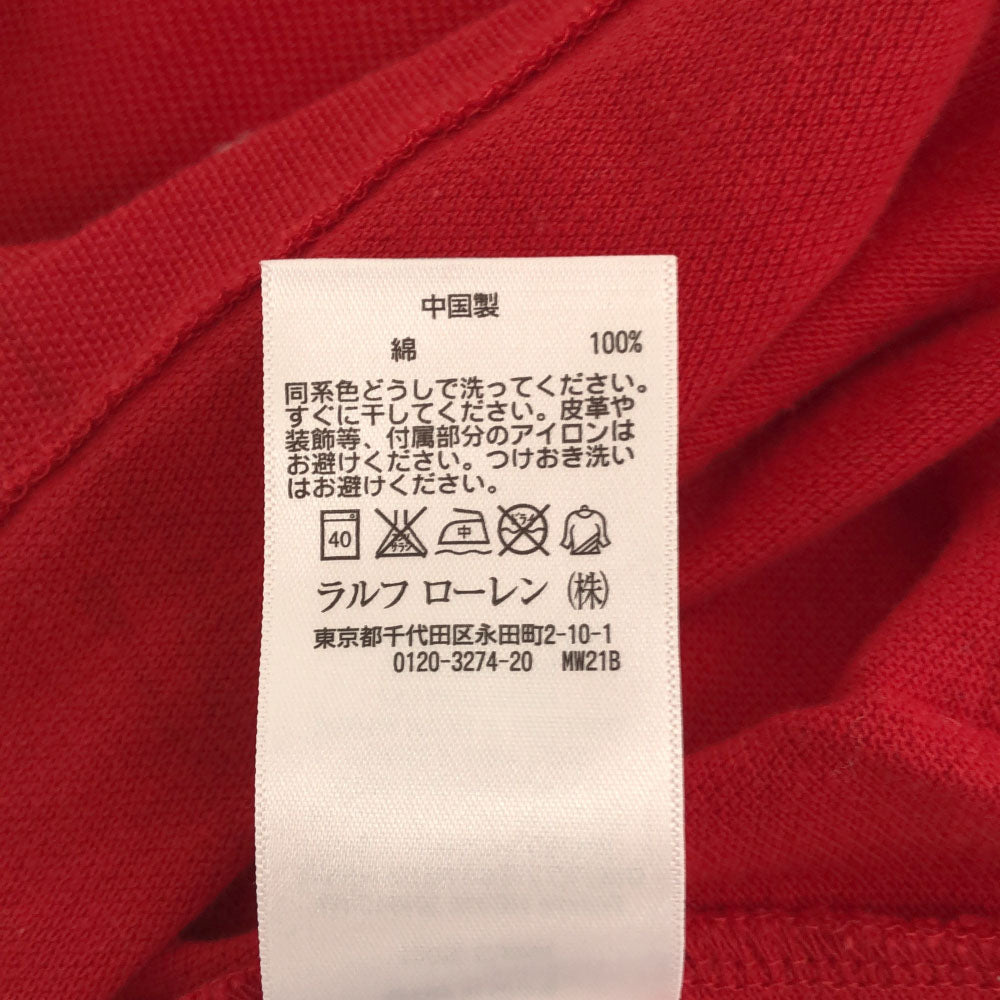 中国製
綿 100%
同系色どうしで洗ってください。
すぐに干してください。皮革や
装飾等、付属部分のアイロンは
お避けください。つけおき洗い
はお避けください。
40 中 ドライ
ラルフ ローレン ㈱
東京都千代田区永田町2-10-1
0120-3274-20 MW21B